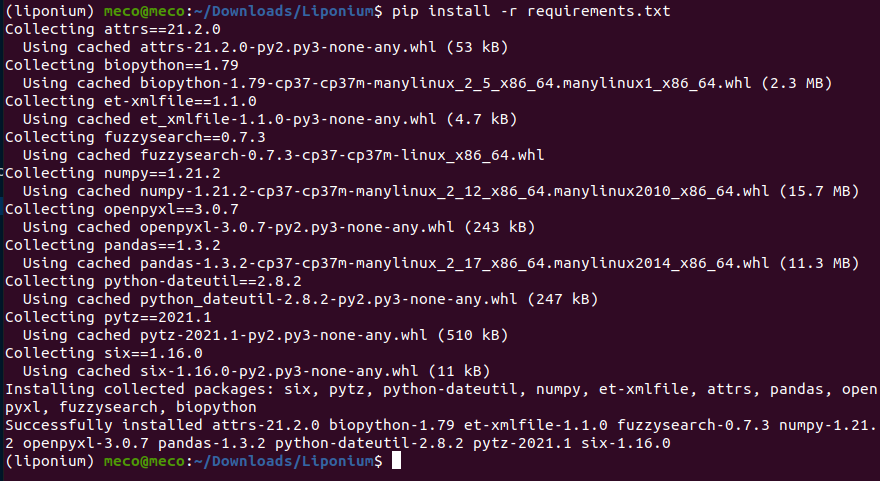 (liponium) meco@meco:~/Downloads/Liponium$ pip install -r requirements.txt
Collecting attrs==21.2.0
  Using cached attrs-21.2.0-py2.py3-none-any.whl (53 kB)
Collecting biopython==1.79
  Using cached biopython-1.79-cp37-cp37m-manylinux_2_5_x86_64.manylinux1_x86_64.whl (2.3 MB)
Collecting et-xmlfile==1.1.0
  Using cached et_xmlfile-1.1.0-py3-none-any.whl (4.7 kB)
Collecting fuzzysearch==0.7.3
  Using cached fuzzysearch-0.7.3-cp37-cp37m-linux_x86_64.whl
Collecting numpy==1.21.2
  Using cached numpy-1.21.2-cp37-cp37m-manylinux_2_12_x86_64.manylinux2010_x86_64.whl (15.7 MB)
Collecting openpyxl==3.0.7
  Using cached openpyxl-3.0.7-py2.py3-none-any.whl (243 kB)
Collecting pandas==1.3.2
  Using cached pandas-1.3.2-cp37-cp37m-manylinux_2_17_x86_64.manylinux2014_x86_64.whl (11.3 MB)
Collecting python-dateutil==2.8.2
  Using cached python_dateutil-2.8.2-py2.py3-none-any.whl (247 kB)
Collecting pytz==2021.1
  Using cached pytz-2021.1-py2.py3-none-any.whl (510 kB)
Collecting six==1.16.0
  Using cached six-1.16.0-py2.py3-none-any.whl (11 kB)
Installing collected packages: six, pytz, python-dateutil, numpy, et-xmlfile, attrs, pandas, open
pyxl, fuzzysearch, biopython
Successfully installed attrs-21.2.0 biopython-1.79 et-xmlfile-1.1.0 fuzzysearch-0.7.3 numpy-1.21.
2 openpyxl-3.0.7 pandas-1.3.2 python-dateutil-2.8.2 pytz-2021.1 six-1.16.0
(liponium) meco@meco:~/Downloads/Liponium$